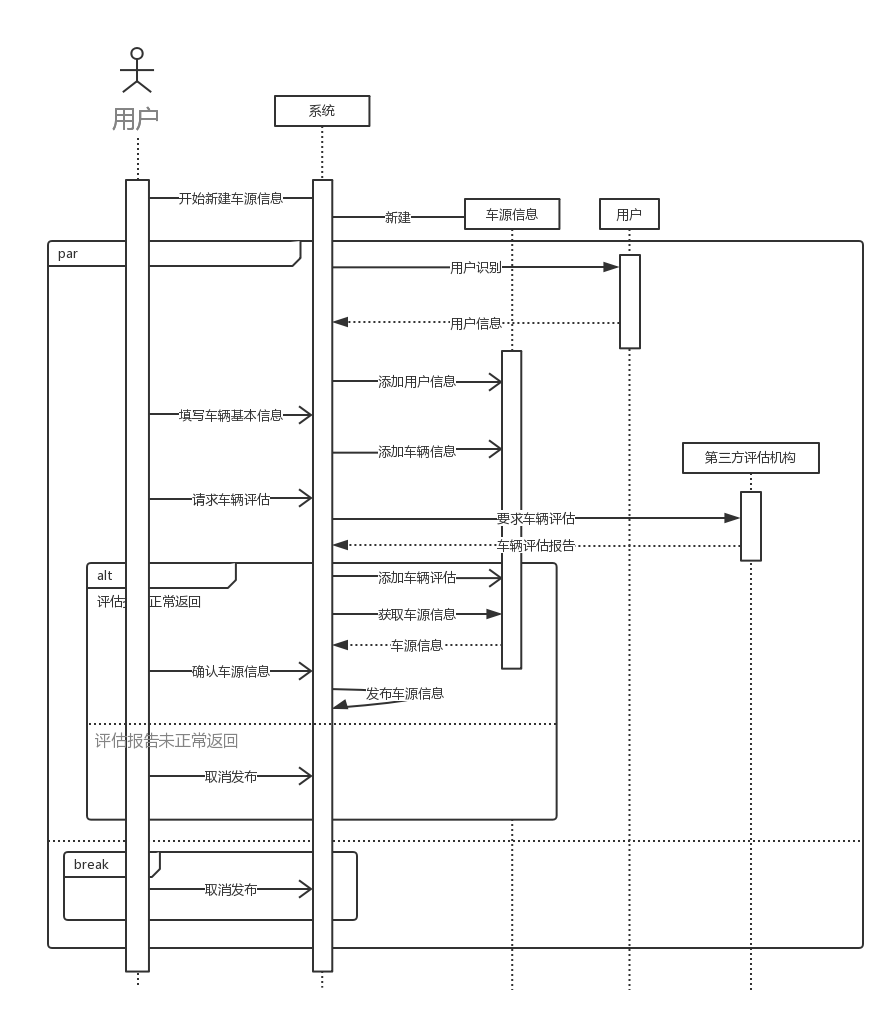 用户
系统
开始新建车源信息
新建
车源信息
用户
par
用户识别
用户信息
添加用户信息
填写车辆基本信息
添加车辆信息
第三方评估机构
请求车辆评估
要求车辆评估
车辆评估报告
alt
添加车辆评估
评估 正常返回
获取车源信息
车源信息
确认车源信息
发布车源信息
评估报告未正常返回
取消发布
break
取消发布